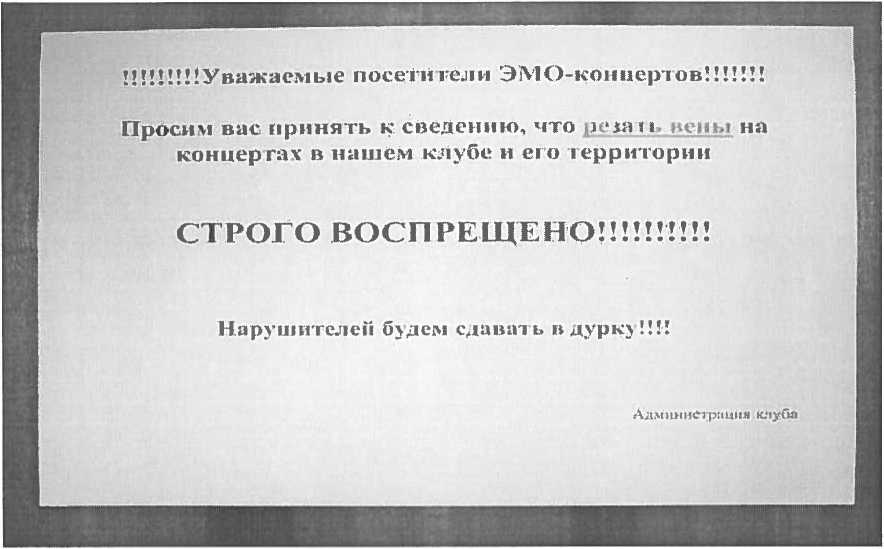 !!!!!!!!!Уважаемые посетители ЭМО-концертов!!!!!!!
Просим вас принять к сведению, что резать вены на
концертах в нашем клубе и его территории
СТРОГО ВОСПРЕЩЕНО!!!!!!!!!!
Нарушителей будем сдавать в дурку!!!!
Администрация клуба